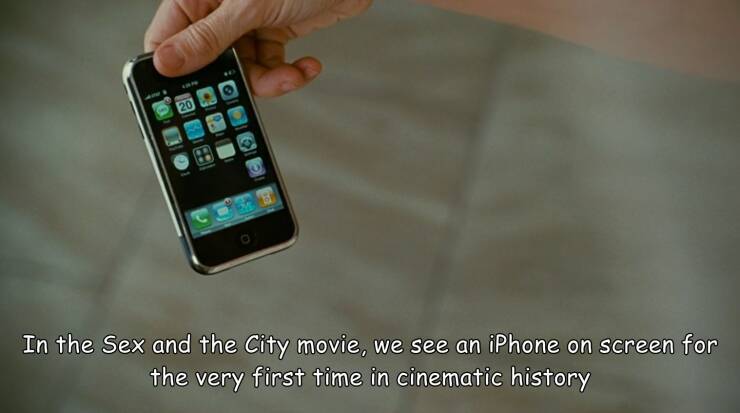 20
In the Sex and the City movie, we see an iPhone on screen for
the very first time in cinematic history